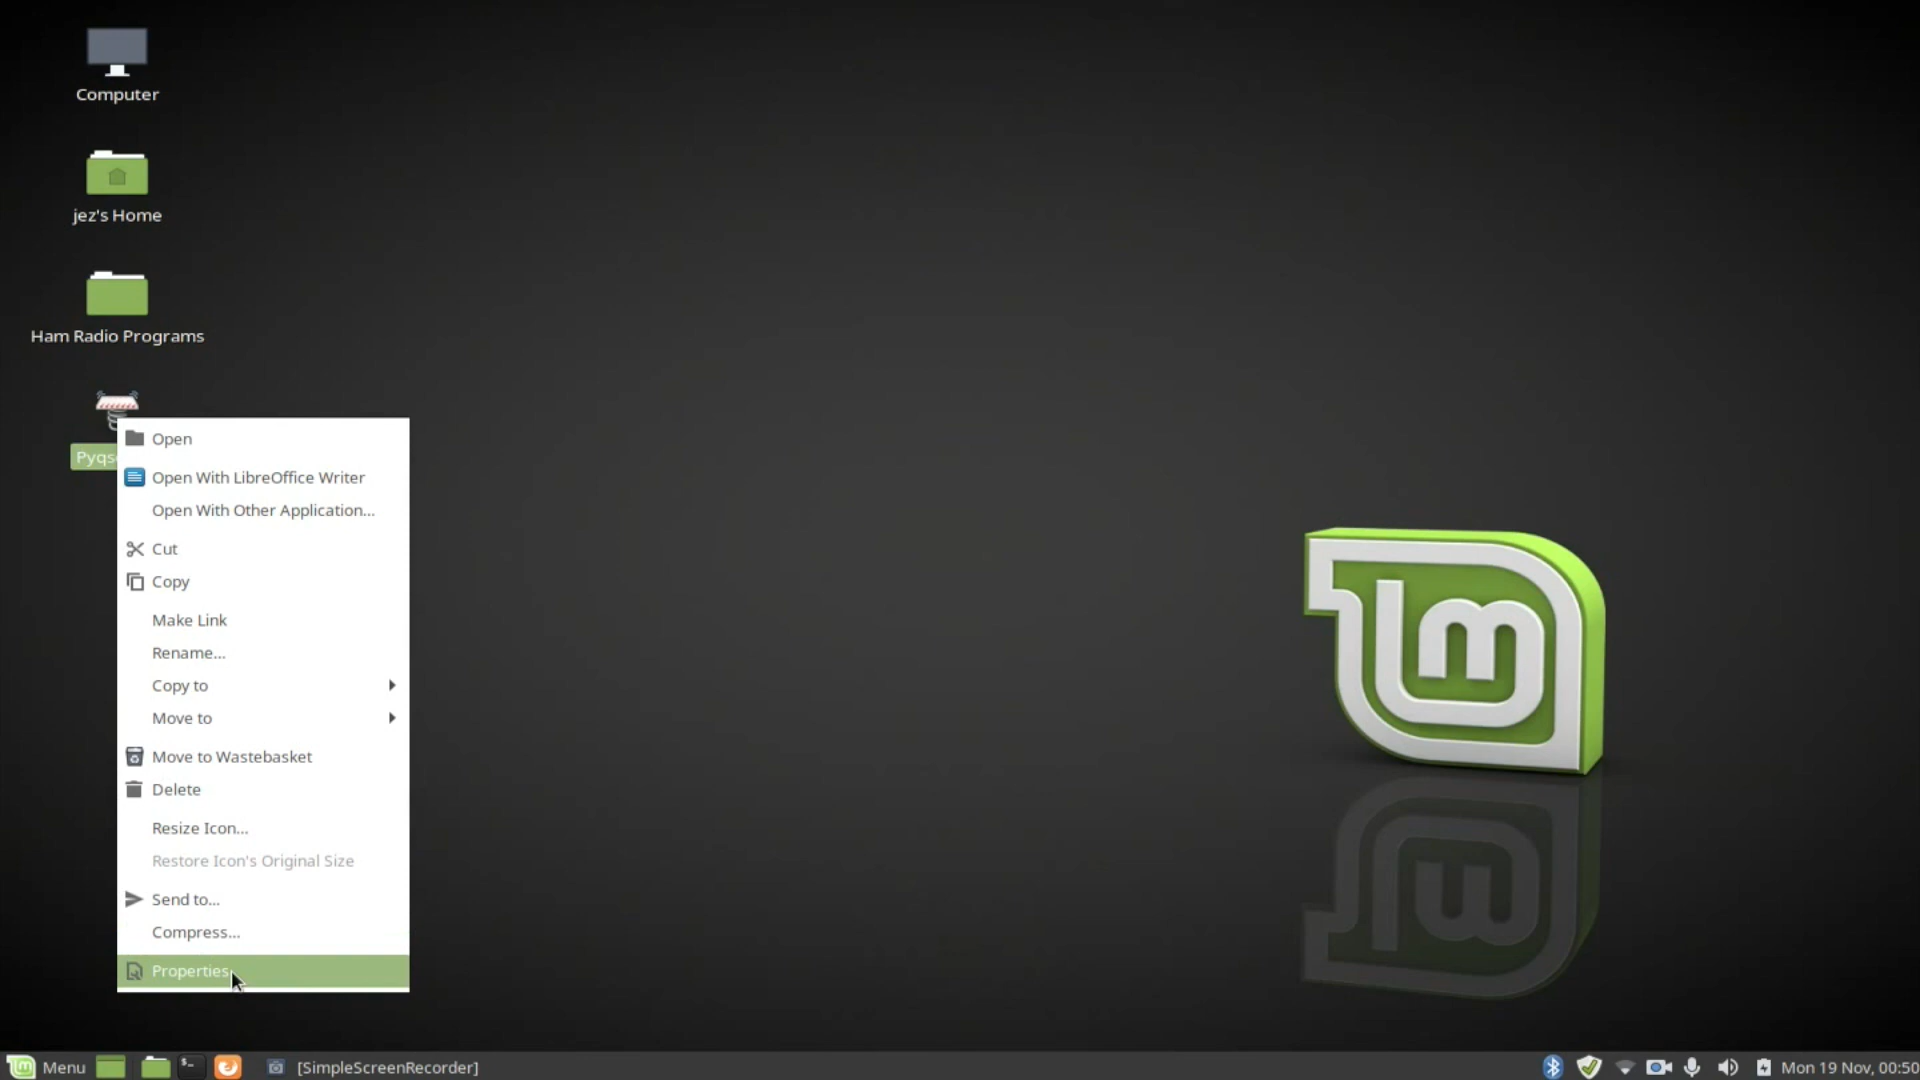 Computer
jez's Home
Ham Radio Programs
Open
Open With LibreOffice Writer
Open With Other Application...
Cut
Copy
Make Link
Rename...
Copy to
Move to
Move to Wastebasket
Delete
Resize Icon...
Restore Icon's Original Size
Send to...
Compress...
Properties
Menu
[SimpleScreenRecorder]
Mon 19 Nov, 00:50